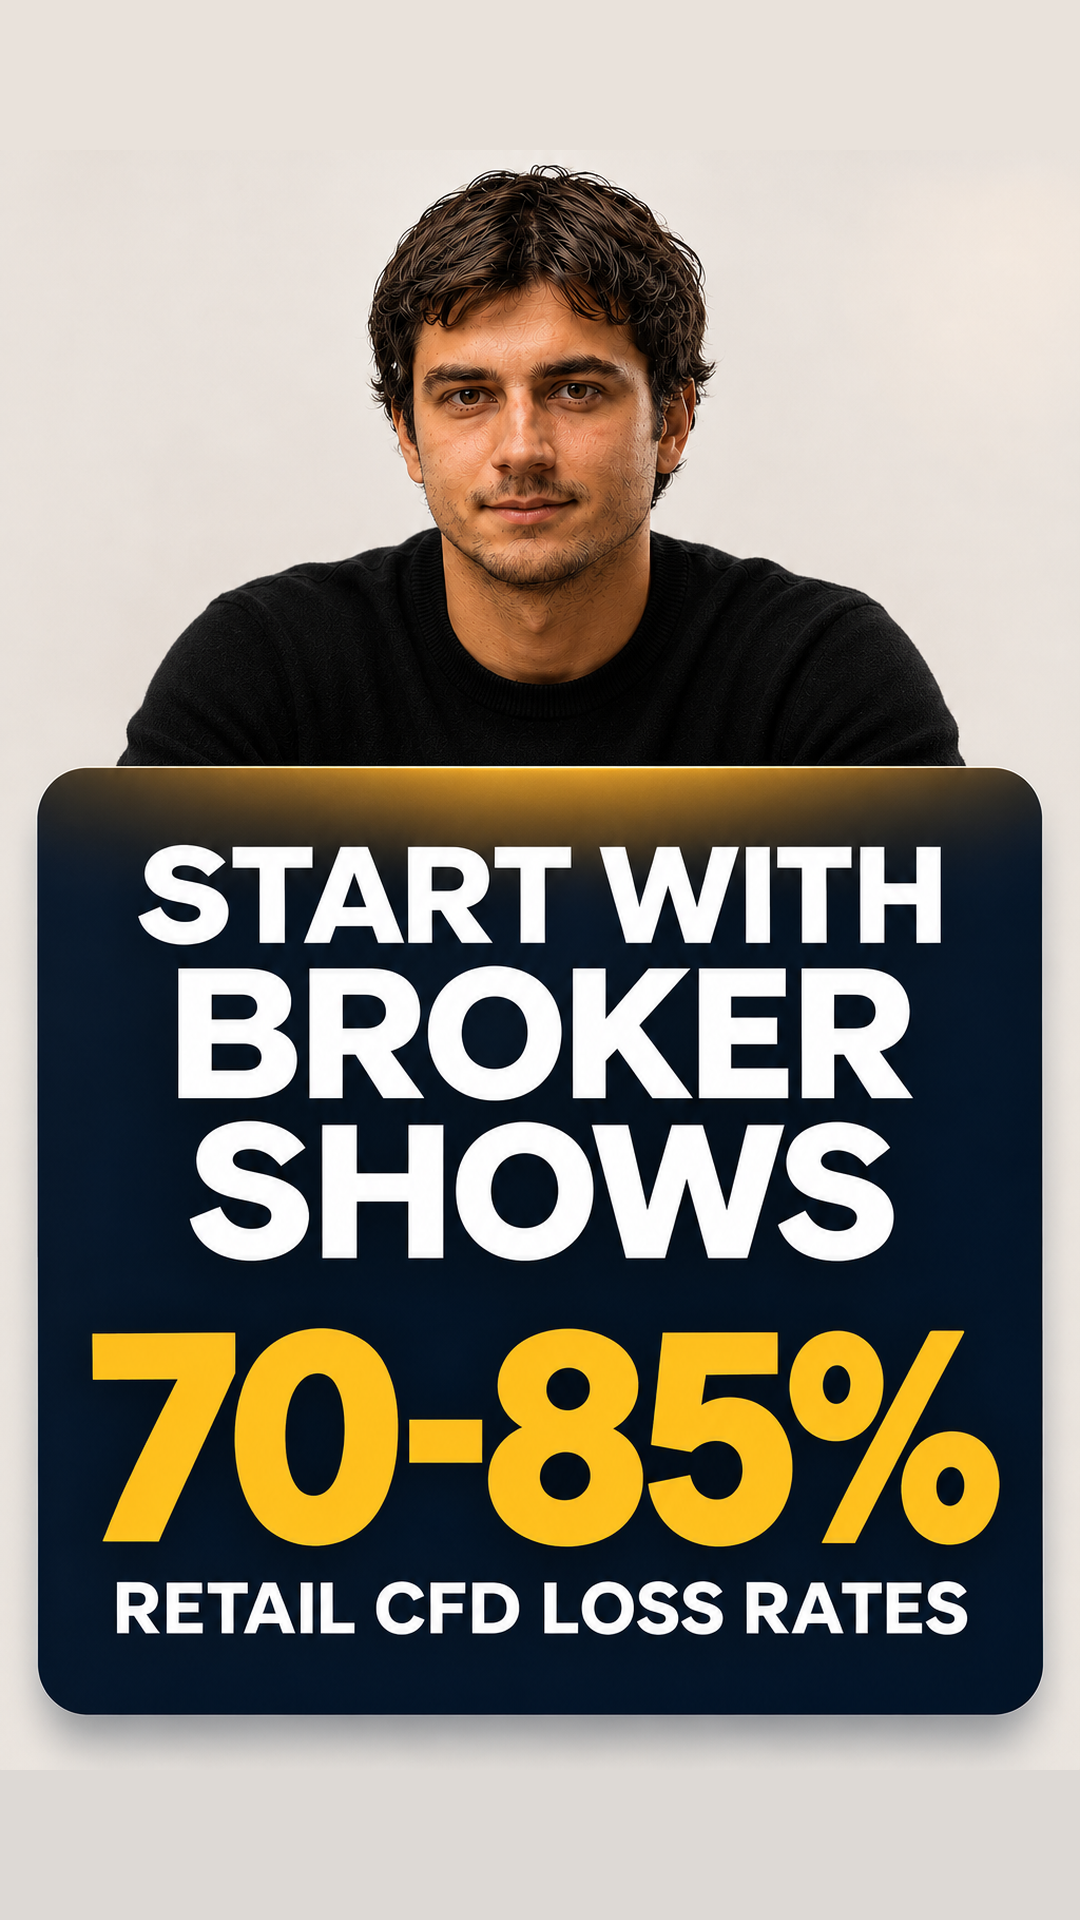 START WITH
BROKER
SHOWS
70-85%
RETAIL CFD LOSS RATES